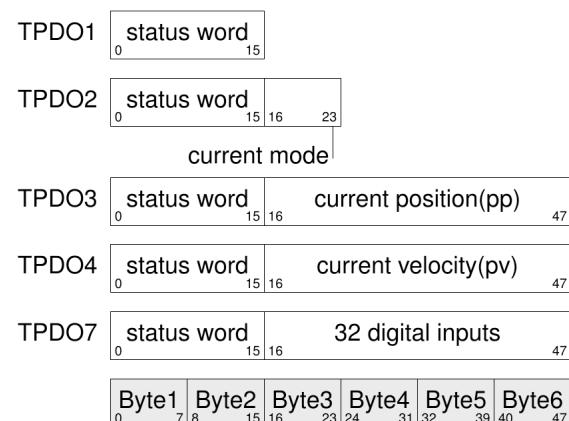 TPDO1 status word
0 15
TPDO2 status word
0 15 16 23
current mode
TPDO3 status word current position(pp)
0 15 16 47
TPDO4 status word current velocity(pv)
0 15 16 47
TPDO7 status word 32 digital inputs
0 15 16 47
Byte1 Byte2 Byte3 Byte4 Byte5 Byte6
0 7 8 15 16 23 24 31 32 39 40 47